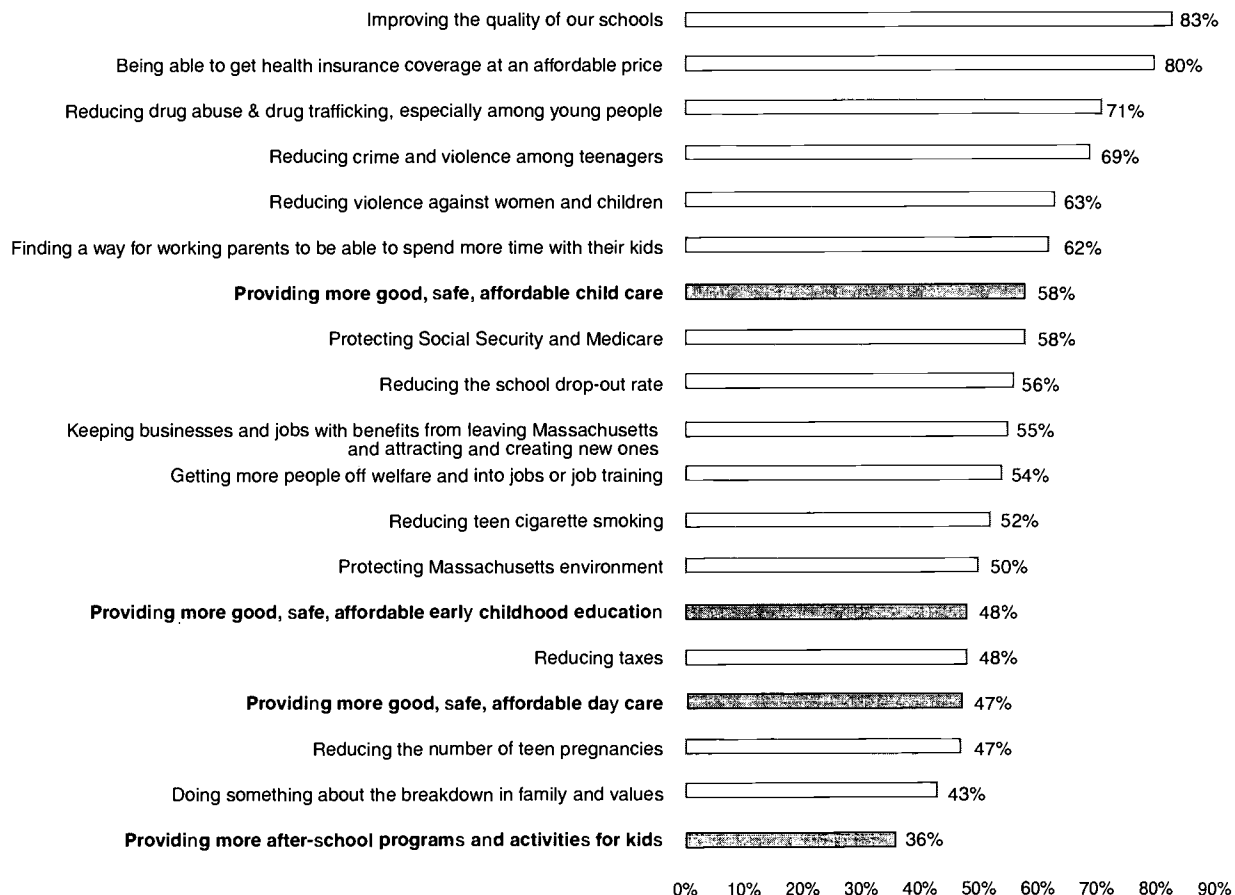 Improving the quality of our schools 83%
Being able to get health insurance coverage at an affordable price 80%
Reducing drug abuse & drug trafficking, especially among young people 71%
Reducing crime and violence among teenagers 69%
Reducing violence against women and children 63%
Finding a way for working parents to be able to spend more time with their kids 62%
Providing more good, safe, affordable child care 58%
Protecting Social Security and Medicare 58%
Reducing the school drop-out rate 56%
Keeping businesses and jobs with benefits from leaving Massachusetts 55%
and attracting and creating new ones
Getting more people off welfare and into jobs or job training 54%
Reducing teen cigarette smoking 52%
Protecting Massachusetts environment 50%
Providing more good, safe, affordable early childhood education 48%
Reducing taxes 48%
Providing more good, safe, affordable day care 47%
Reducing the number of teen pregnancies 47%
Doing something about the breakdown in family and values 43%
Providing more after-school programs and activities for kids 36%
0% 10% 20% 30% 40% 50% 60% 70% 80% 90%